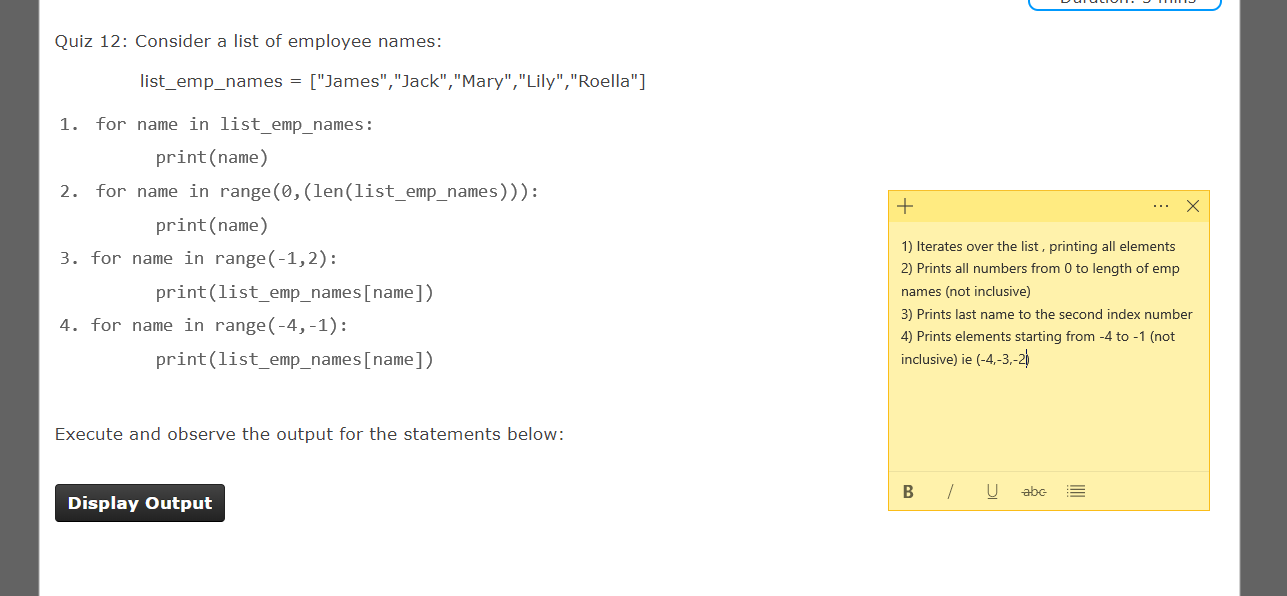 Duration: 5 mins
Quiz 12: Consider a list of employee names:
list_emp_names = ["James","Jack","Mary","Lily","Roella"]
1. for name in list_emp_names:
print(name)
2. for name in range(0,(len(list_emp_names))):
print(name)
3. for name in range(-1,2):
print(list_emp_names[name])
4. for name in range(-4,-1):
print(list_emp_names[name])
Execute and observe the output for the statements below:
Display Output
1) Iterates over the list , printing all elements
2) Prints all numbers from 0 to length of emp
names (not inclusive)
3) Prints last name to the second index number
4) Prints elements starting from -4 to -1 (not
inclusive) ie (-4,-3,-2)
B / U abc